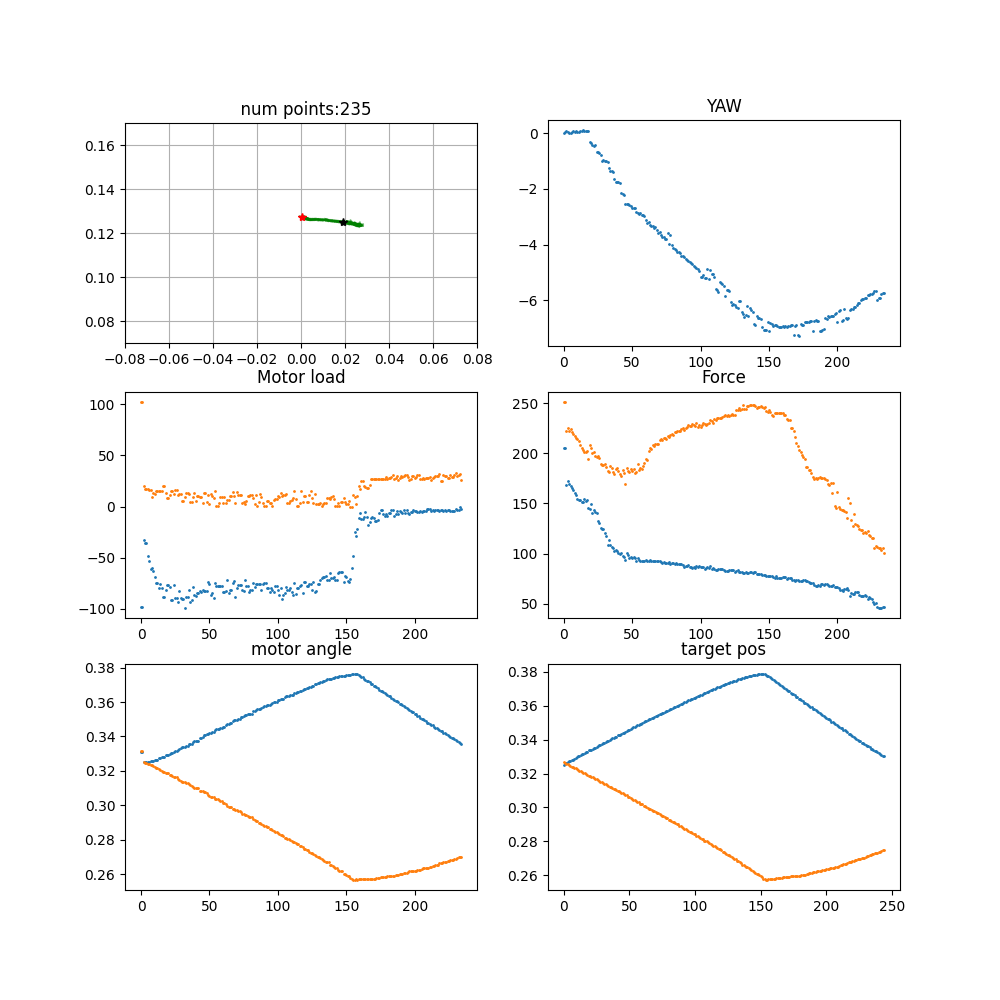 num points:235
0.16
0.14
0.12
0.10
0.08
−0.08 −0.06 −0.04 −0.02 0.00 0.02 0.04 0.06 0.08
YAW
0
−2
−4
−6
0 50 100 150 200
Motor load
100
50
0
−50
−100
0 50 100 150 200
Force
250
200
150
100
50
0 50 100 150 200
motor angle
0.38
0.36
0.34
0.32
0.30
0.28
0.26
0 50 100 150 200
target pos
0.38
0.36
0.34
0.32
0.30
0.28
0.26
0 50 100 150 200 250